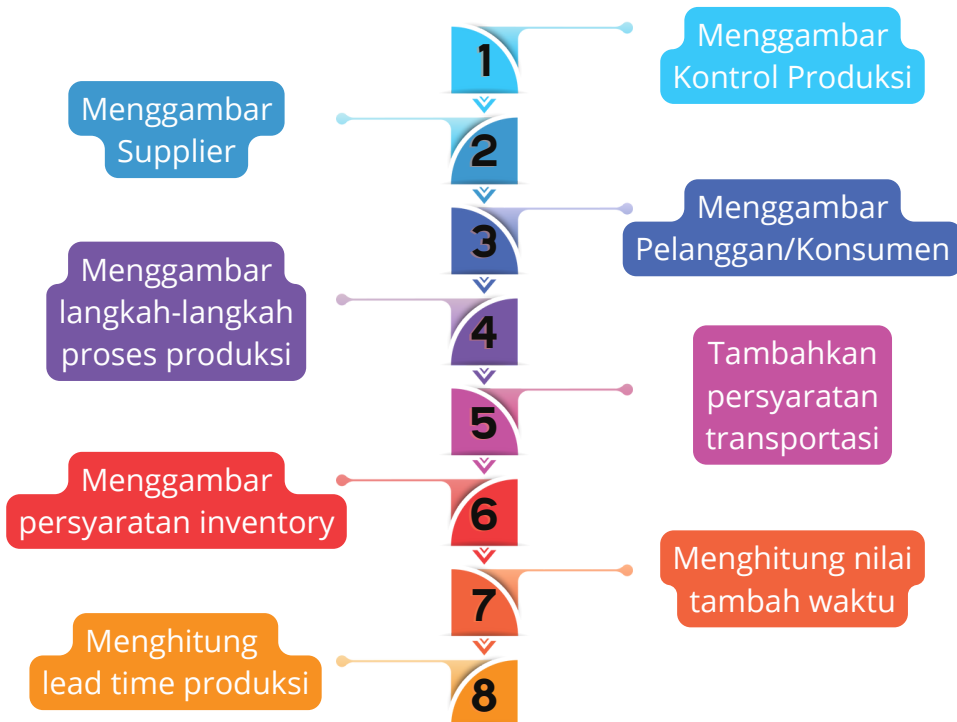 1
Menggambar
Kontrol Produksi
2
Menggambar
Supplier
3
Menggambar
Pelanggan/Konsumen
4
Menggambar
langkah-langkah
proses produksi
5
Tambahkan
persyaratan
transportasi
6
Menggambar
persyaratan inventory
7
Menghitung nilai
tambah waktu
8
Menghitung
lead time produksi